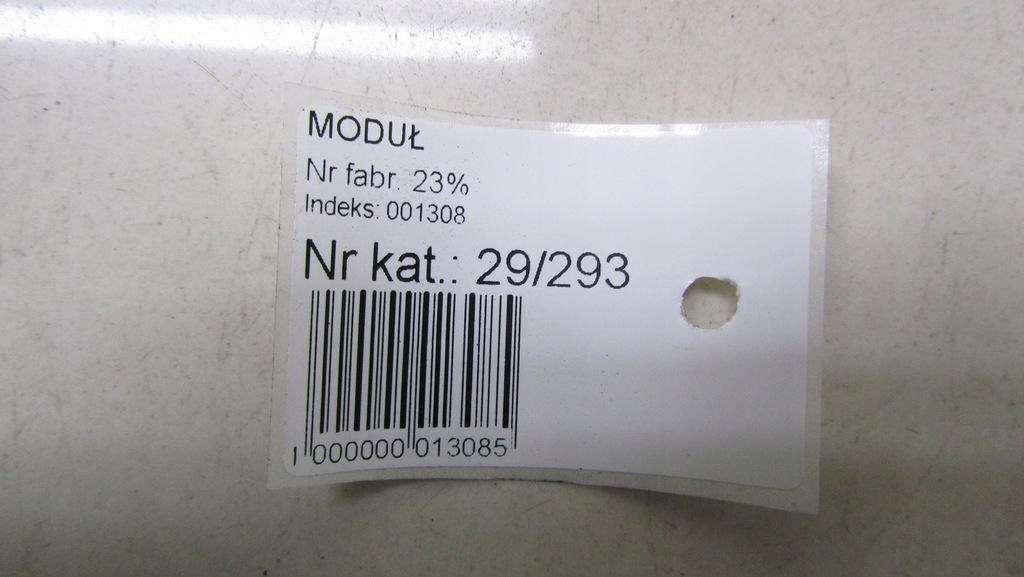 MODUŁ
Nr fabr. 23%
Indeks: 001308
Nr kat.: 29/293
1 000000 013085